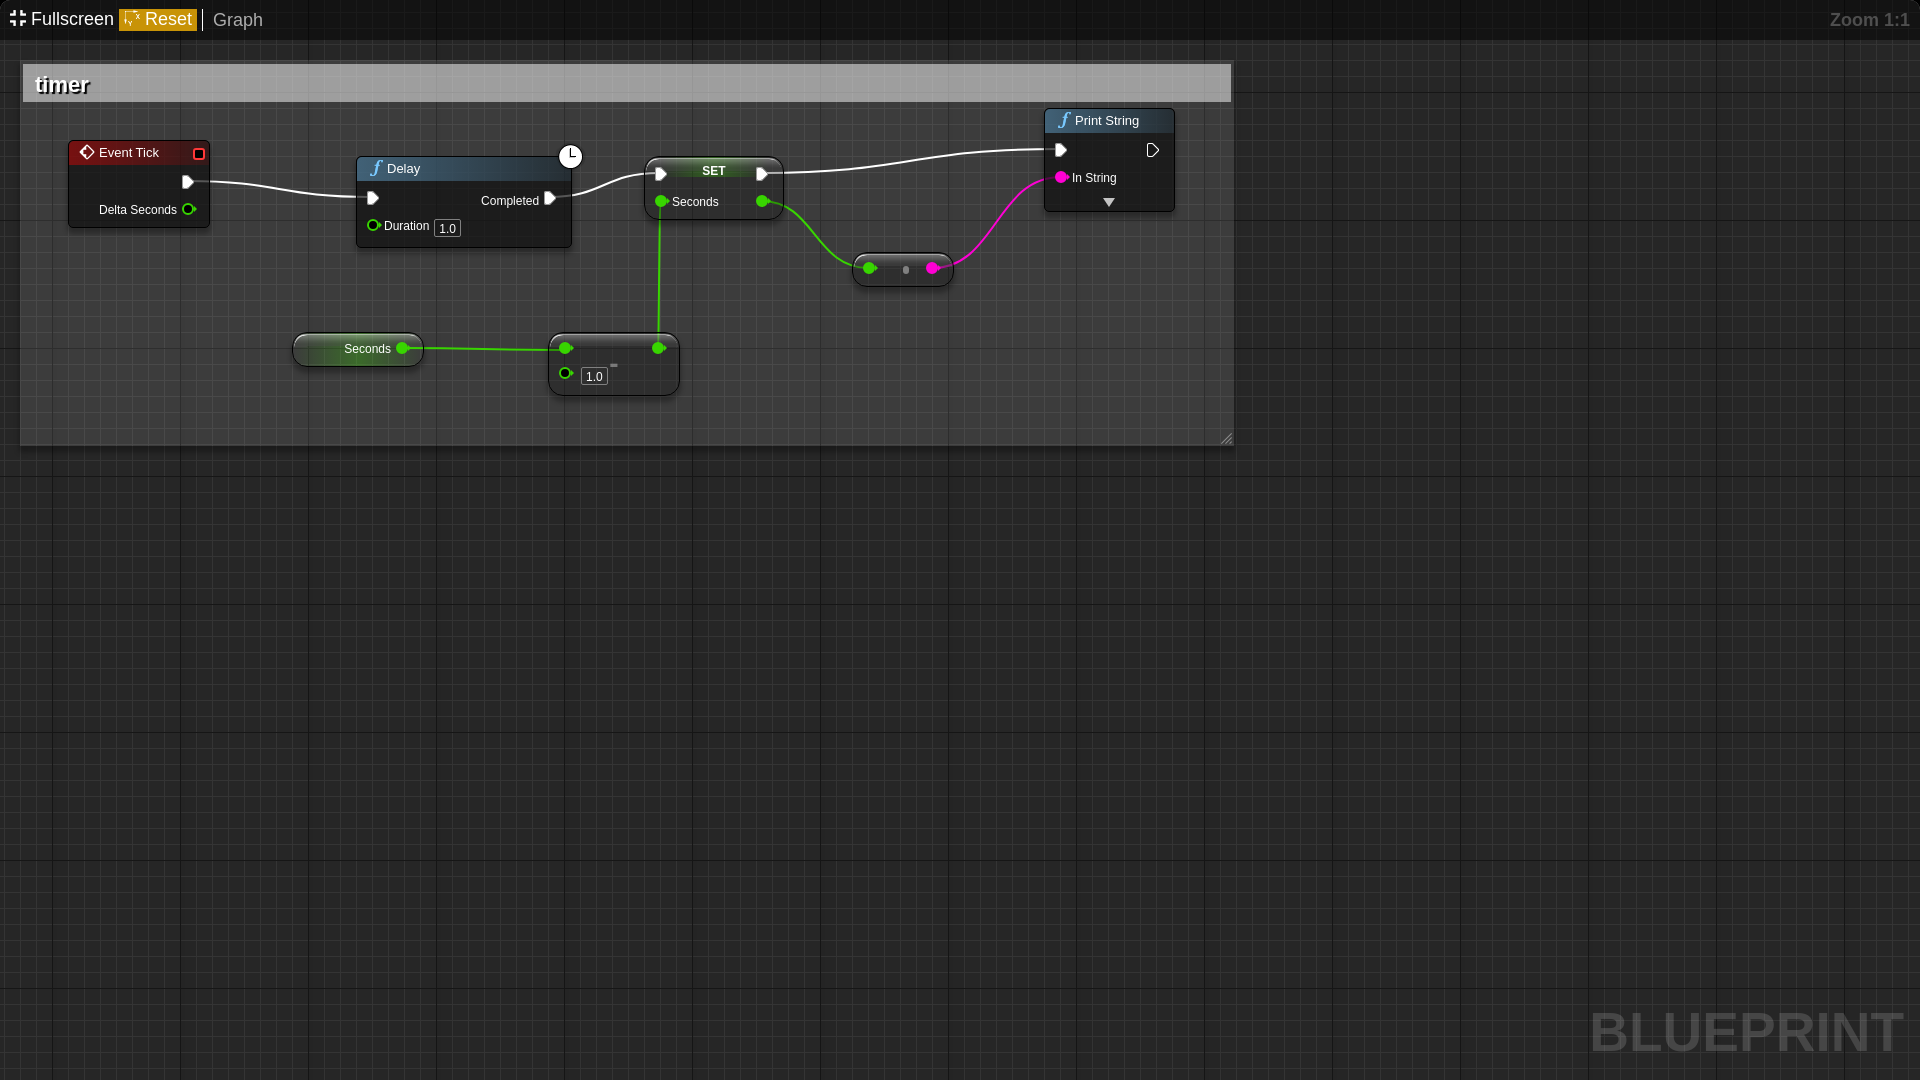 Fullscreen Reset Graph Zoom 1:1
timer
Event Tick
Delta Seconds
Delay
Completed
Duration 1.0
SET
Seconds
Print String
In String
Seconds
1.0
BLUEPRINT